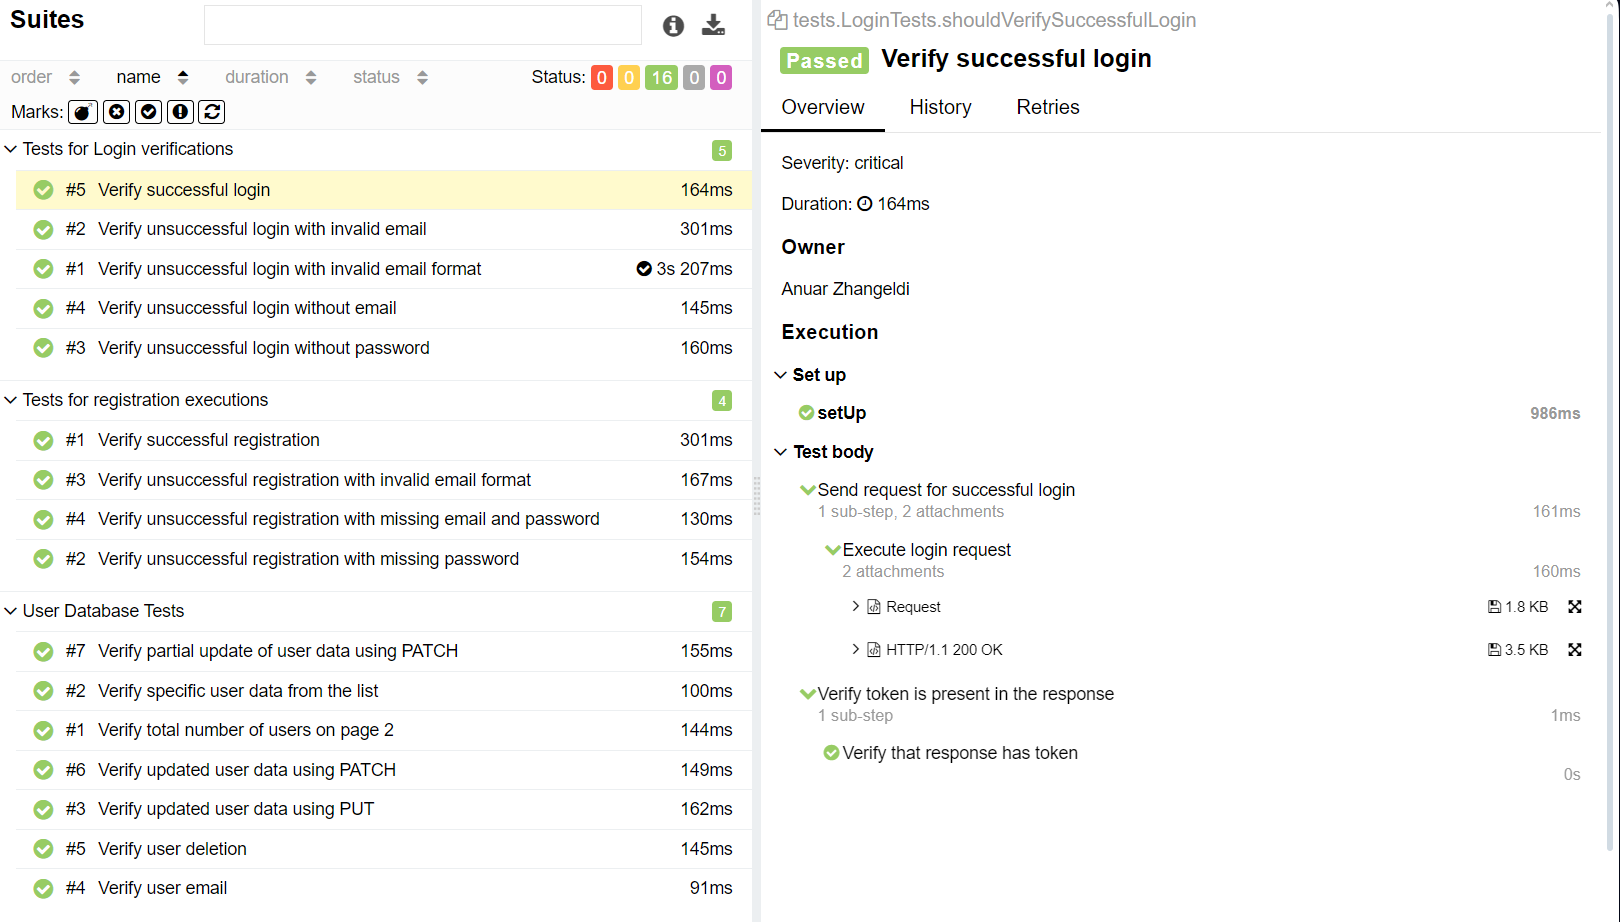 Suites
order name duration status Status: 0 0 16 0 0
Marks:
Tests for Login verifications 5
#5 Verify successful login 164ms
#2 Verify unsuccessful login with invalid email 301ms
#1 Verify unsuccessful login with invalid email format 3s 207ms
#4 Verify unsuccessful login without email 145ms
#3 Verify unsuccessful login without password 160ms
Tests for registration executions 4
#1 Verify successful registration 301ms
#3 Verify unsuccessful registration with invalid email format 167ms
#4 Verify unsuccessful registration with missing email and password 130ms
#2 Verify unsuccessful registration with missing password 154ms
User Database Tests 7
#7 Verify partial update of user data using PATCH 155ms
#2 Verify specific user data from the list 100ms
#1 Verify total number of users on page 2 144ms
#6 Verify updated user data using PATCH 149ms
#3 Verify updated user data using PUT 162ms
#5 Verify user deletion 145ms
#4 Verify user email 91ms
tests.LoginTests.shouldVerifySuccessfulLogin
Passed Verify successful login
Overview History Retries
Severity: critical
Duration: 164ms
Owner
Anuar Zhangeldi
Execution
Set up
setUp 986ms
Test body
Send request for successful login
1 sub-step, 2 attachments 161ms
Execute login request
2 attachments 160ms
Request 1.8 KB
HTTP/1.1 200 OK 3.5 KB
Verify token is present in the response
1 sub-step 1ms
Verify that response has token
0s